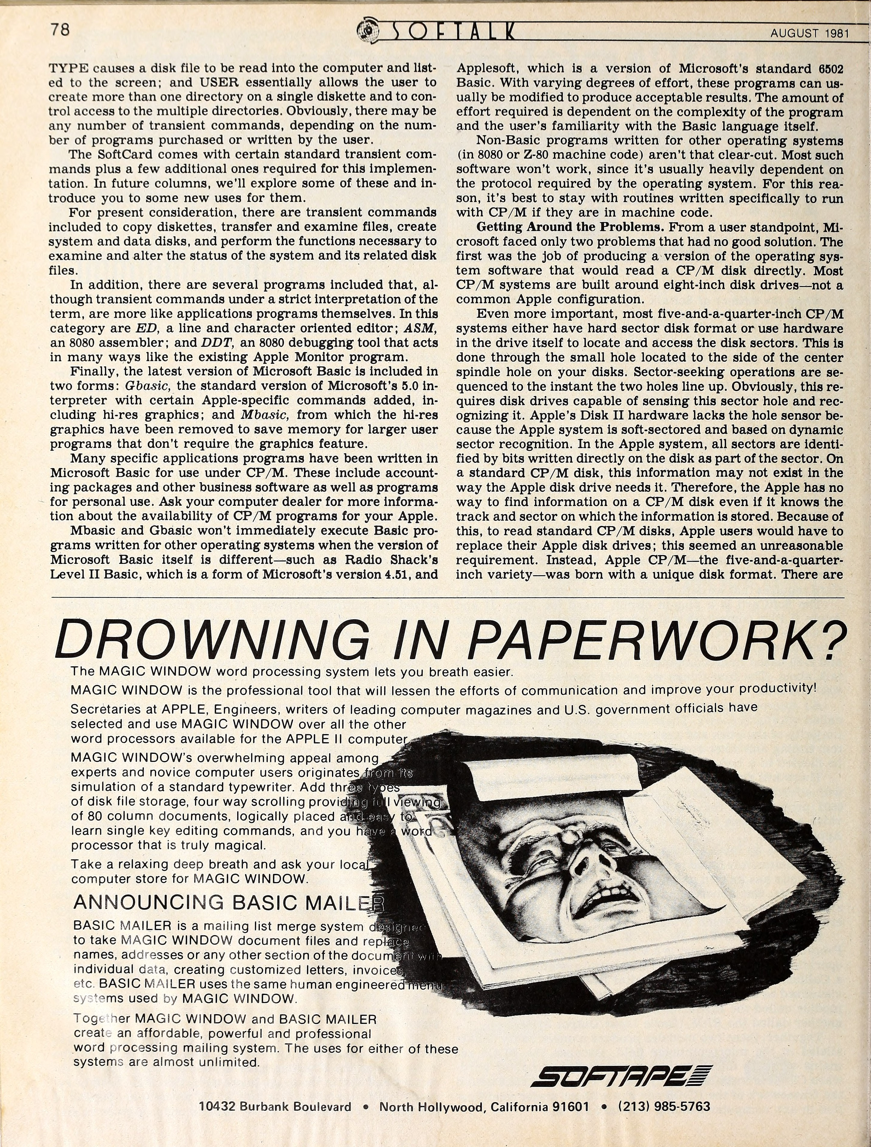 78
SOFTALK
AUGUST 1981
TYPE causes a disk file to be read into the computer and list-
ed to the screen; and USER essentially allows the user to
create more than one directory on a single diskette and to con-
trol access to the multiple directories. Obviously, there may be
any number of transient commands, depending on the num-
ber of programs purchased or written by the user.
The SoftCard comes with certain standard transient com-
mands plus a few additional ones required for this implemen-
tation. In future columns, we'll explore some of these and in-
troduce you to some new uses for them.
For present consideration, there are transient commands
included to copy diskettes, transfer and examine files, create
system and data disks, and perform the functions necessary to
examine and alter the status of the system and its related disk
files.
In addition, there are several programs included that, al-
though transient commands under a strict interpretation of the
term, are more like applications programs themselves. In this
category are ED, a line and character oriented editor; ASM,
an 8080 assembler; and DDT, an 8080 debugging tool that acts
in many ways like the existing Apple Monitor program.
Finally, the latest version of Microsoft Basic is included in
two forms: Gbasic, the standard version of Microsoft's 5.0 in-
terpreter with certain Apple-specific commands added, in-
cluding hi-res graphics; and Mbasic, from which the hi-res
graphics have been removed to save memory for larger user
programs that don't require the graphics feature.
Many specific applications programs have been written in
Microsoft Basic for use under CP/M. These include account-
ing packages and other business software as well as programs
for personal use. Ask your computer dealer for more informa-
tion about the availability of CP/M programs for your Apple.
Mbasic and Gbasic won't immediately execute Basic pro-
grams written for other operating systems when the version of
Microsoft Basic itself is different—such as Radio Shack's
Level II Basic, which is a form of Microsoft's version 4.51, and
Applesoft, which is a version of Microsoft's standard 6502
Basic. With varying degrees of effort, these programs can us-
ually be modified to produce acceptable results. The amount of
effort required is dependent on the complexity of the program
and the user's familiarity with the Basic language itself.
Non-Basic programs written for other operating systems
(in 8080 or Z-80 machine code) aren't that clear-cut. Most such
software won't work, since it's usually heavily dependent on
the protocol required by the operating system. For this rea-
son, it's best to stay with routines written specifically to run
with CP/M if they are in machine code.
Getting Around the Problems. From a user standpoint, Mi-
crosoft faced only two problems that had no good solution. The
first was the job of producing a version of the operating sys-
tem software that would read a CP/M disk directly. Most
CP/M systems are built around eight-inch disk drives—not a
common Apple configuration.
Even more important, most five-and-a-quarter-inch CP/M
systems either have hard sector disk format or use hardware
in the drive itself to locate and access the disk sectors. This is
done through the small hole located to the side of the center
spindle hole on your disks. Sector-seeking operations are se-
quenced to the instant the two holes line up. Obviously, this re-
quires disk drives capable of sensing this sector hole and rec-
ognizing it. Apple's Disk II hardware lacks the hole sensor be-
cause the Apple system is soft-sectored and based on dynamic
sector recognition. In the Apple system, all sectors are identi-
fied by bits written directly on the disk as part of the sector. On
a standard CP/M disk, this information may not exist in the
way the Apple disk drive needs it. Therefore, the Apple has no
way to find information on a CP/M disk even if it knows the
track and sector on which the information is stored. Because of
this, to read standard CP/M disks, Apple users would have to
replace their Apple disk drives; this seemed an unreasonable
requirement. Instead, Apple CP/M—the five-and-a-quarter-
inch variety—was born with a unique disk format. There are
DROWNING IN PAPERWORK?
The MAGIC WINDOW word processing system lets you breath easier.
MAGIC WINDOW is the professional tool that will lessen the efforts of communication and improve your productivity!
Secretaries at APPLE, Engineers, writers of leading computer magazines and U.S. government officials have
selected and use MAGIC WINDOW over all the other
word processors available for the APPLE II computer.
MAGIC WINDOW's overwhelming appeal among
experts and novice computer users originates from its
simulation of a standard typewriter. Add three types
of disk file storage, four way scrolling providing full viewing
of 80 column documents, logically placed and easy to
learn single key editing commands, and you have a word
processor that is truly magical.
Take a relaxing deep breath and ask your local
computer store for MAGIC WINDOW.
ANNOUNCING BASIC MAILER
BASIC MAILER is a mailing list merge system designed
to take MAGIC WINDOW document files and replace
names, addresses or any other section of the document with
individual data, creating customized letters, invoices,
etc. BASIC MAILER uses the same human engineered menu
systems used by MAGIC WINDOW.
Together MAGIC WINDOW and BASIC MAILER
create an affordable, powerful and professional
word processing mailing system. The uses for either of these
systems are almost unlimited.
SOFTAPE
10432 Burbank Boulevard • North Hollywood, California 91601 • (213) 985-5763